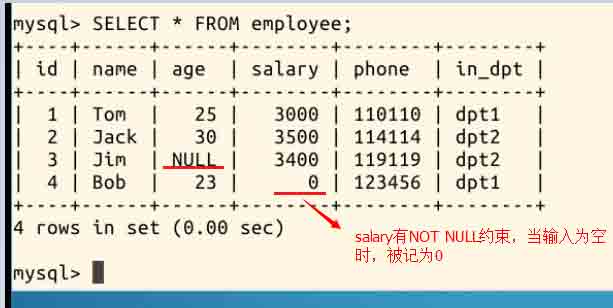 mysql> SELECT * FROM employee;
+----+------+------+--------+--------+--------+
| id | name | age  | salary | phone  | in_dpt |
+----+------+------+--------+--------+--------+
|  1 | Tom  |   25 |   3000 | 110110 | dpt1   |
|  2 | Jack |   30 |   3500 | 114114 | dpt2   |
|  3 | Jim  | NULL |   3400 | 119119 | dpt2   |
|  4 | Bob  |   23 |      0 | 123456 | dpt1   |
+----+------+------+--------+--------+--------+
4 rows in set (0.00 sec)
salary有NOT NULL约束，当输入为空
时，被记为0
mysql>